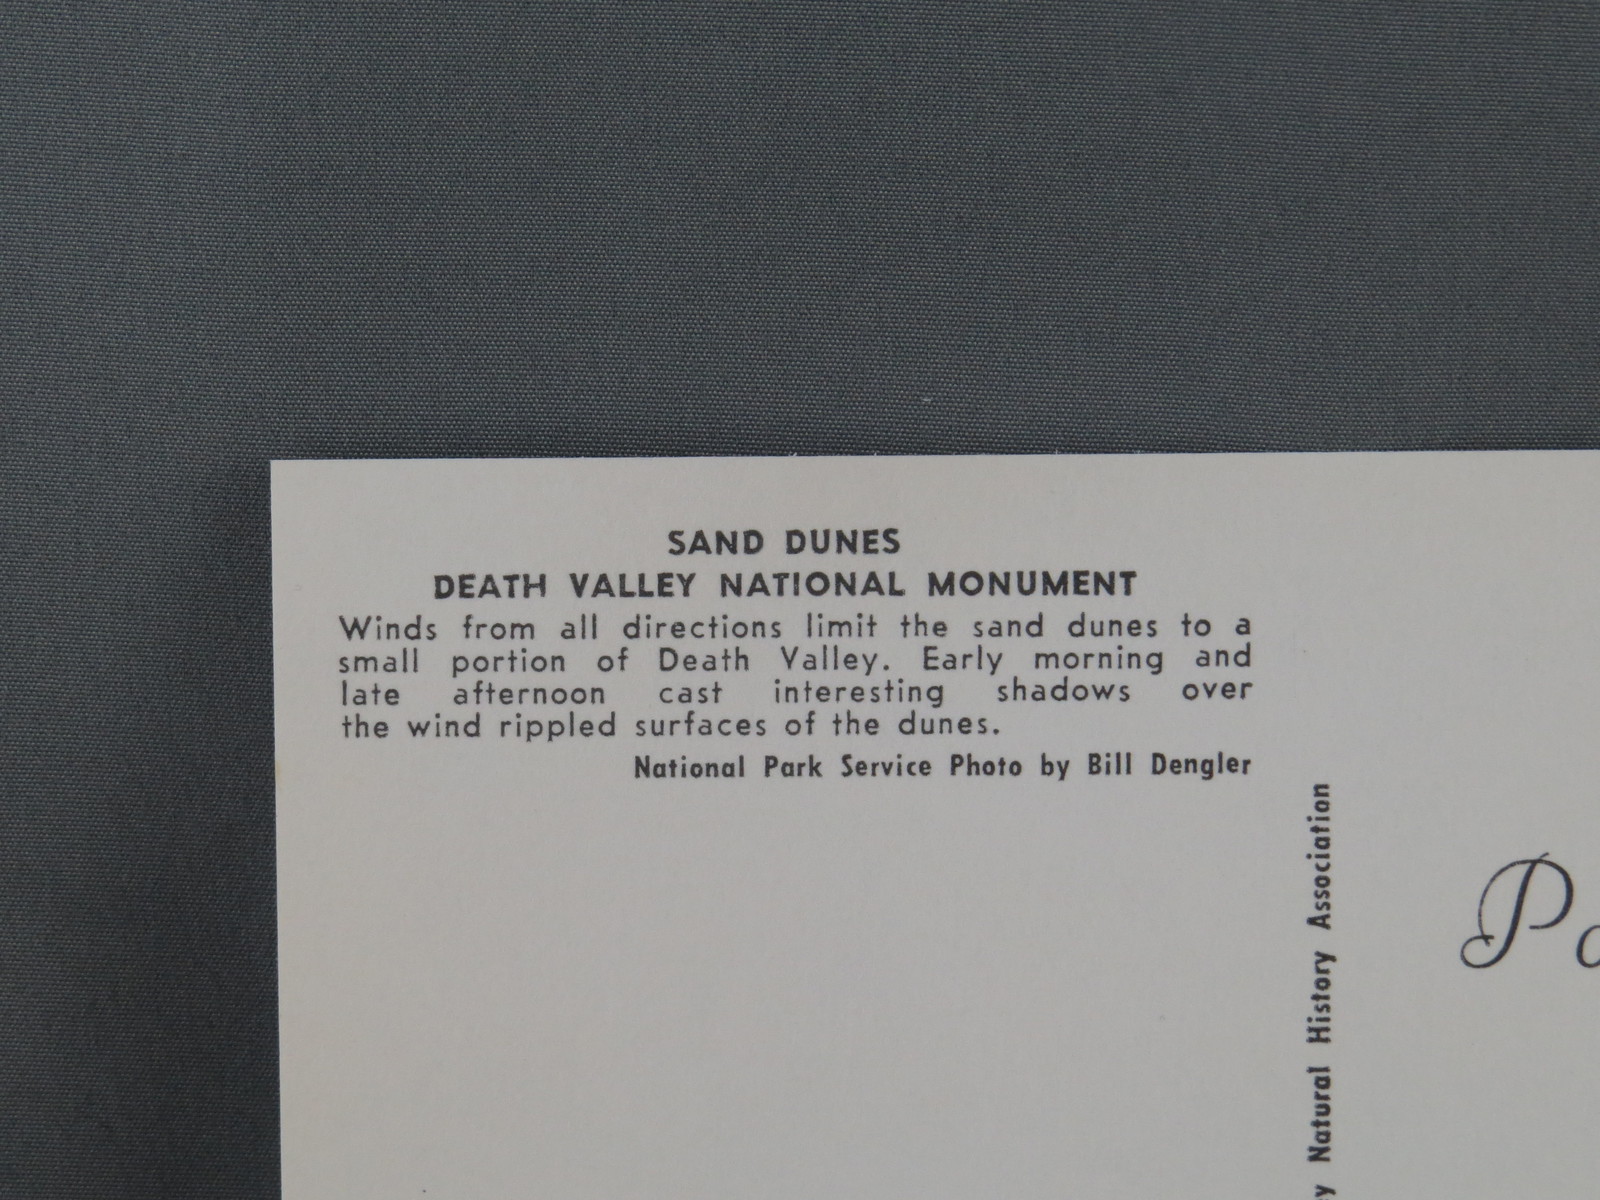 SAND DUNES
DEATH VALLEY NATIONAL MONUMENT
Winds from all directions limit the sand dunes to a
small portion of Death Valley. Early morning and
late afternoon cast interesting shadows over
the wind rippled surfaces of the dunes.
National Park Service Photo by Bill Dengler
Natural History Association